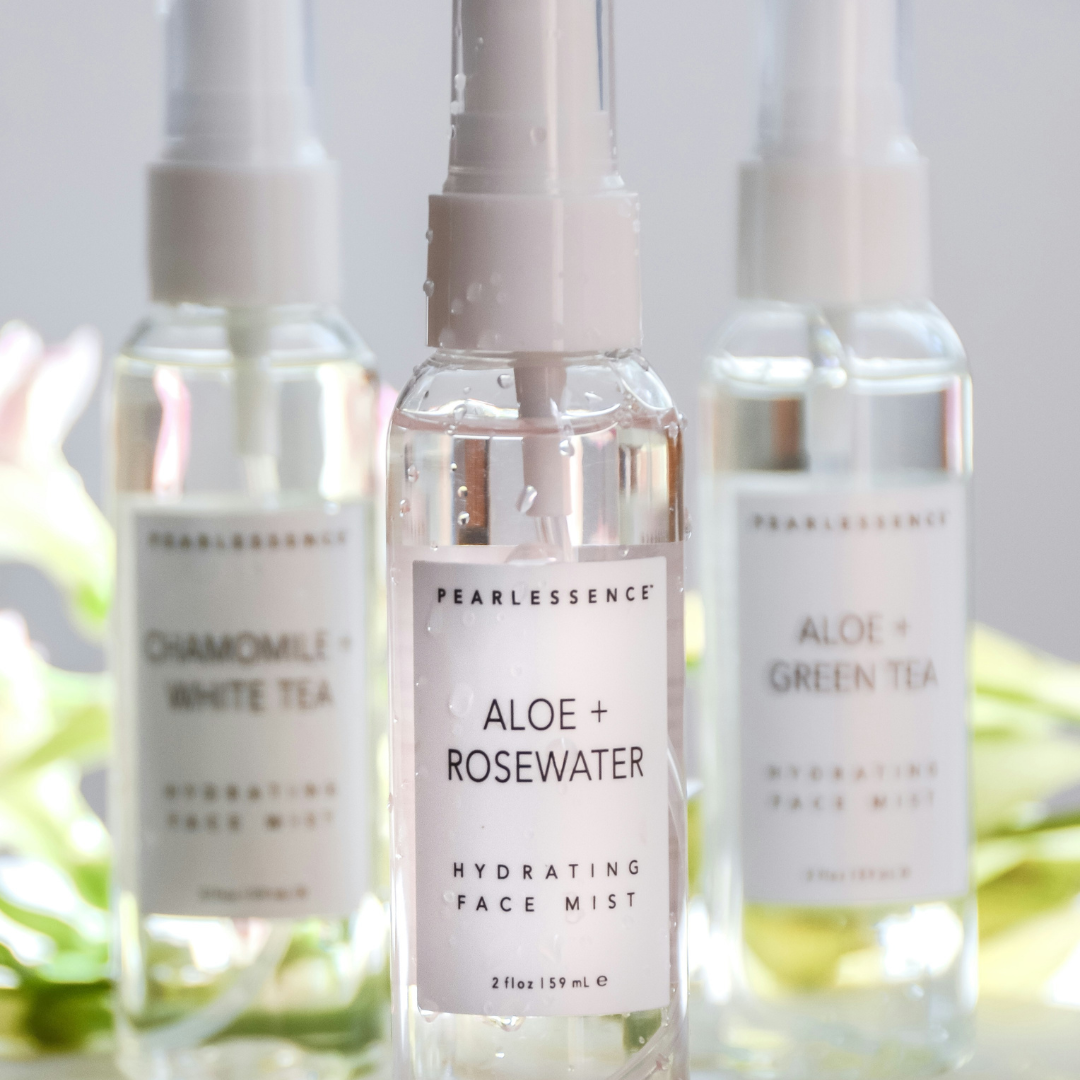 PEARLESSENCE
CHAMOMILE +
WHITE TEA
HYDRATING
FACE MIST
PEARLESSENCE™
ALOE +
ROSEWATER
HYDRATING
FACE MIST
2 fl oz | 59 mL ℮
PEARLESSENCE
ALOE +
GREEN TEA
HYDRATING
FACE MIST